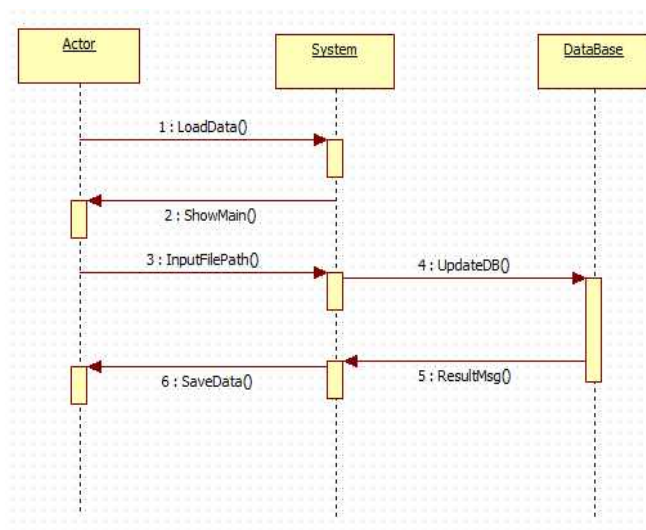 Actor
System
DataBase
1 : LoadData()
2 : ShowMain()
3 : InputFilePath()
4 : UpdateDB()
5 : ResultMsg()
6 : SaveData()